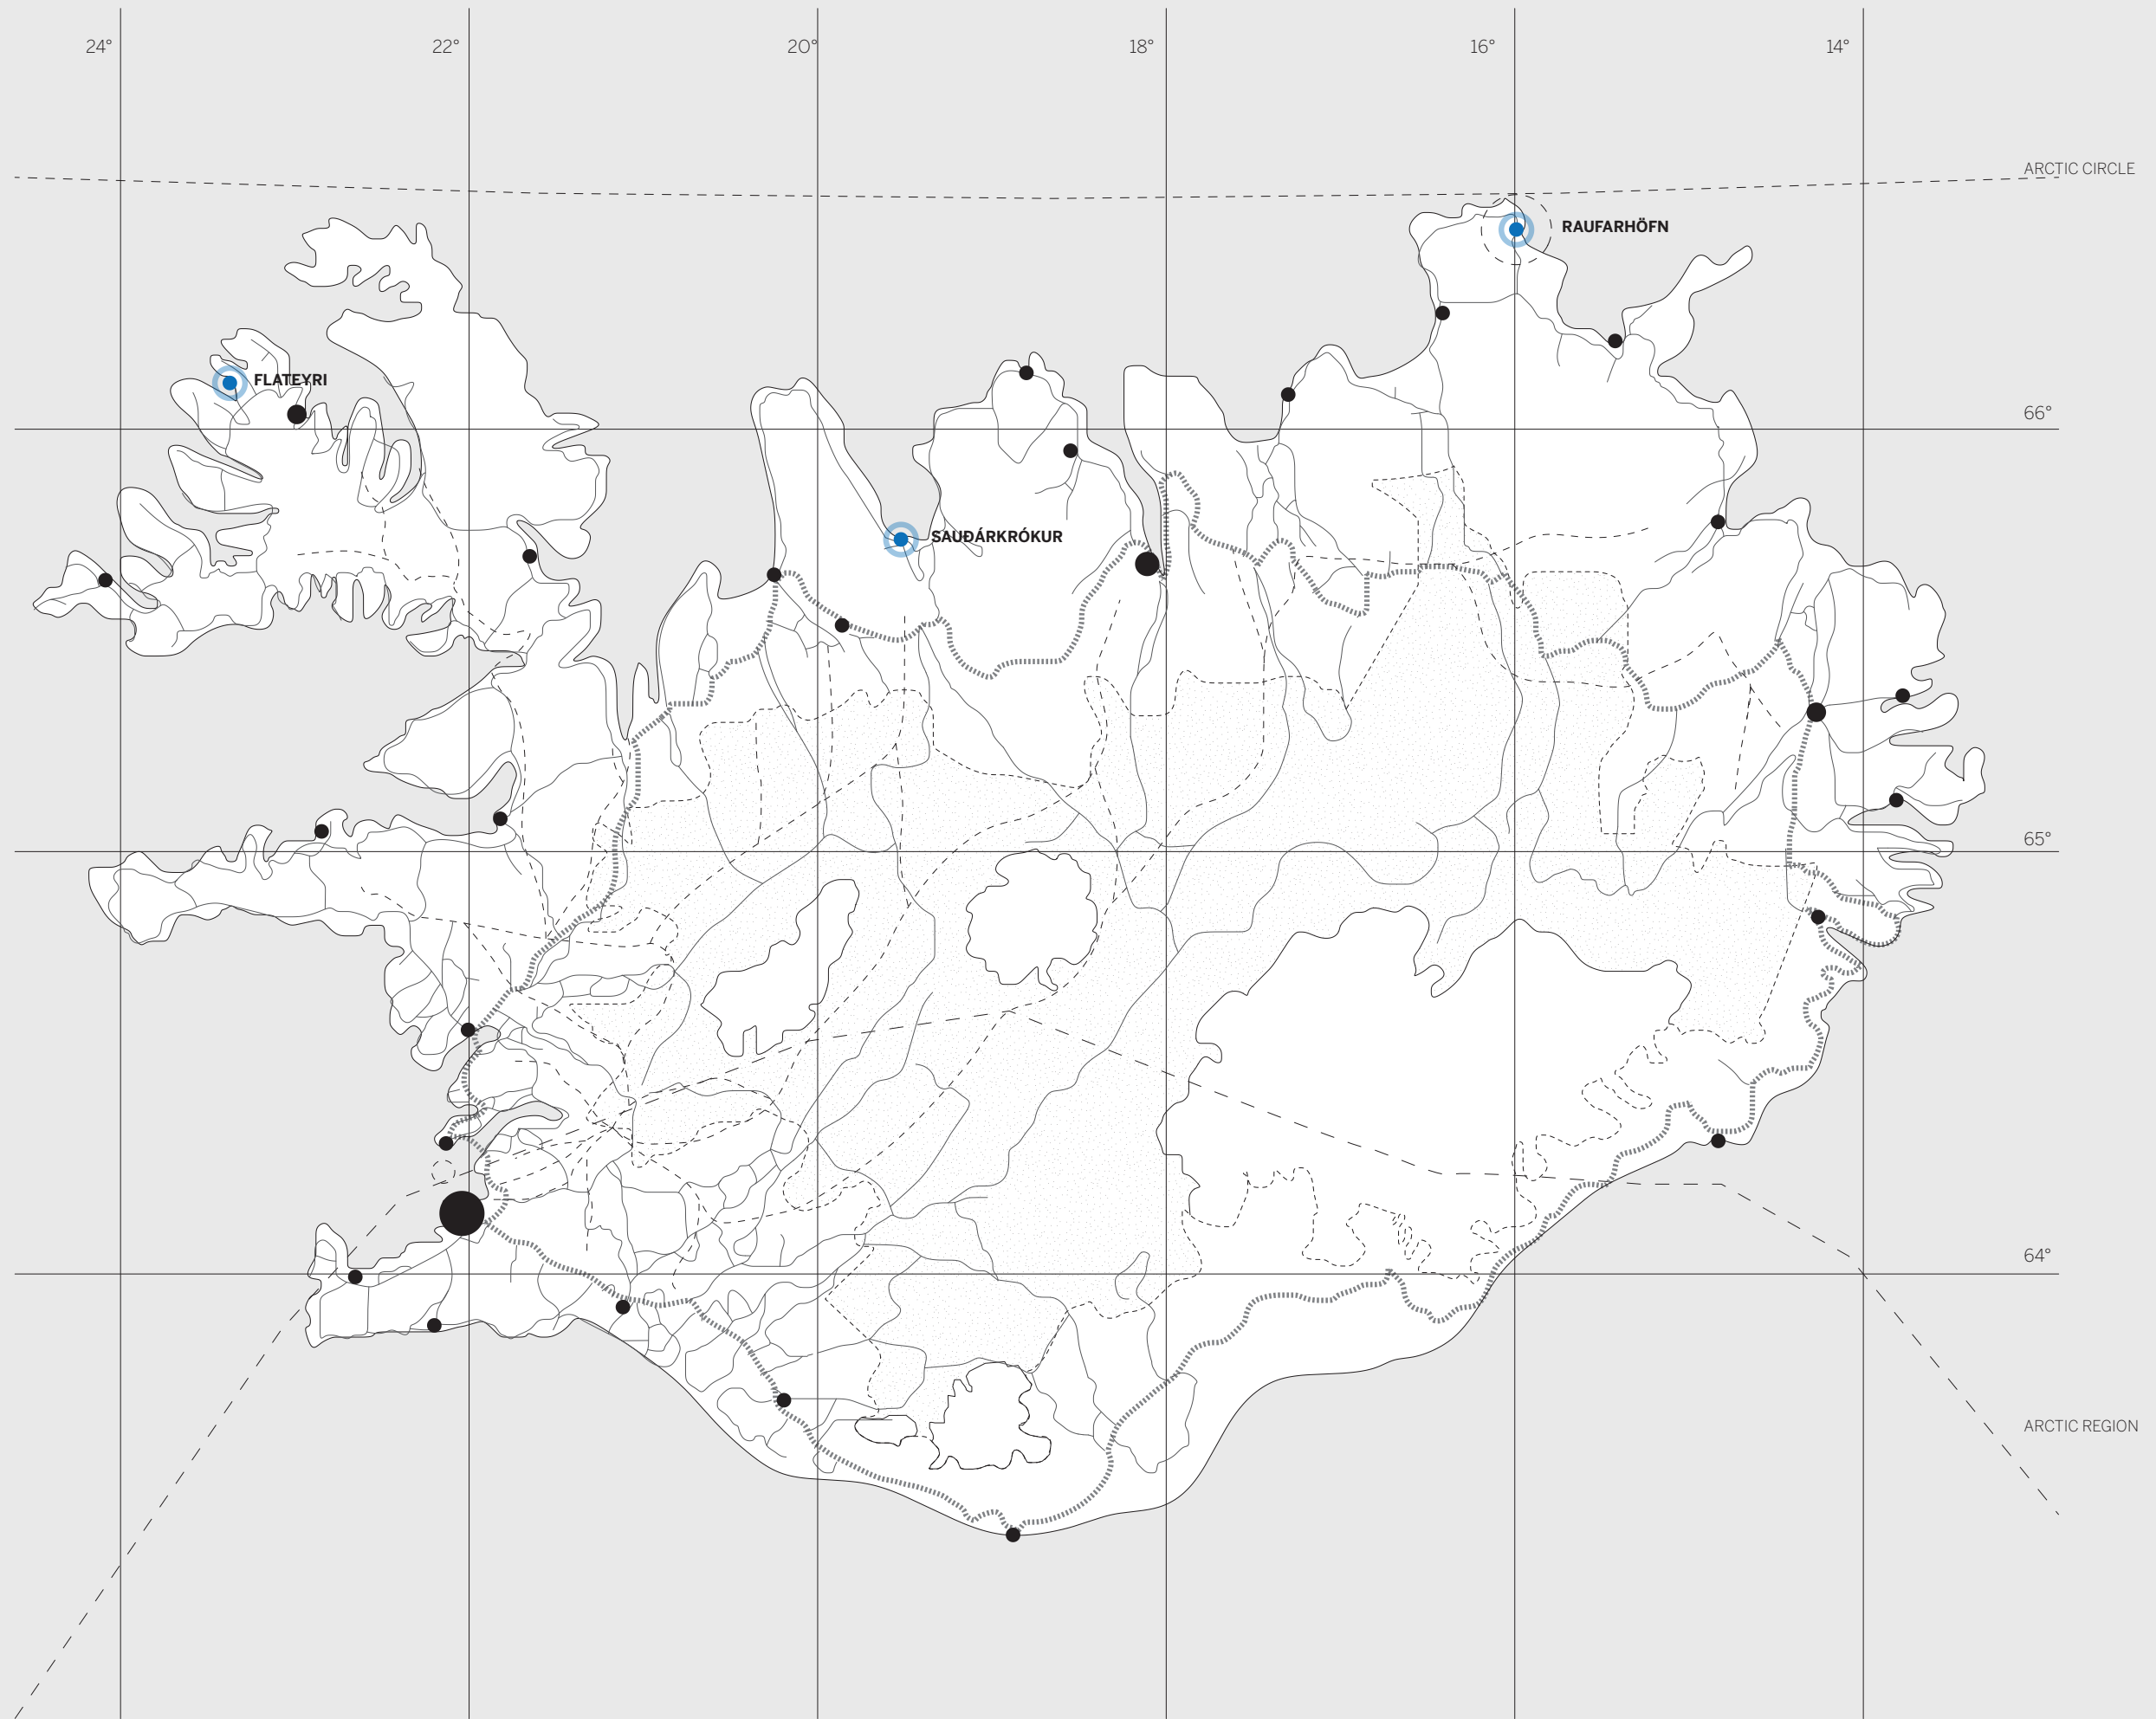 24°
22°
20°
18°
16°
14°
ARCTIC CIRCLE
RAUFARHÖFN
FLATEYRI
66°
SAUÐÁRKRÓKUR
65°
64°
ARCTIC REGION